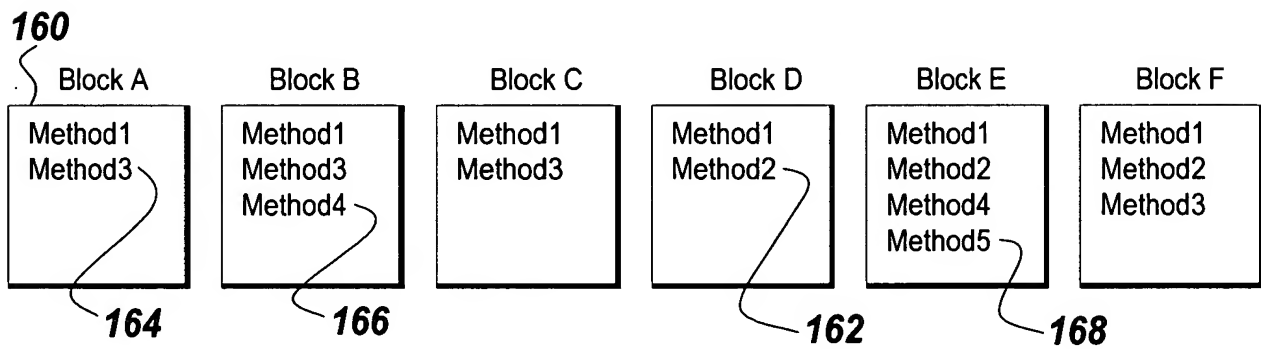 160
Block A
Block B
Block C
Block D
Block E
Block F
Method1
Method3
Method1
Method3
Method4
Method1
Method3
Method1
Method2
Method1
Method2
Method4
Method5
Method1
Method2
Method3
164
166
162
168